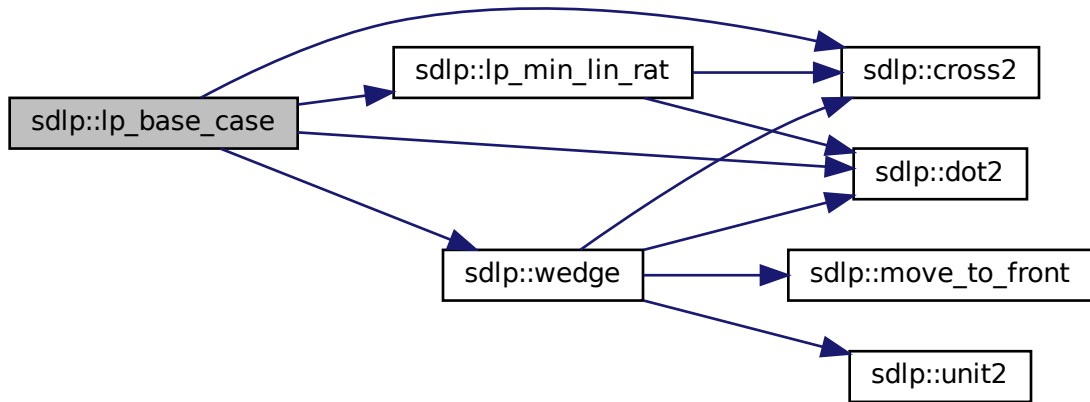 sdlp::lp_base_case
sdlp::lp_min_lin_rat
sdlp::cross2
sdlp::dot2
sdlp::wedge
sdlp::move_to_front
sdlp::unit2